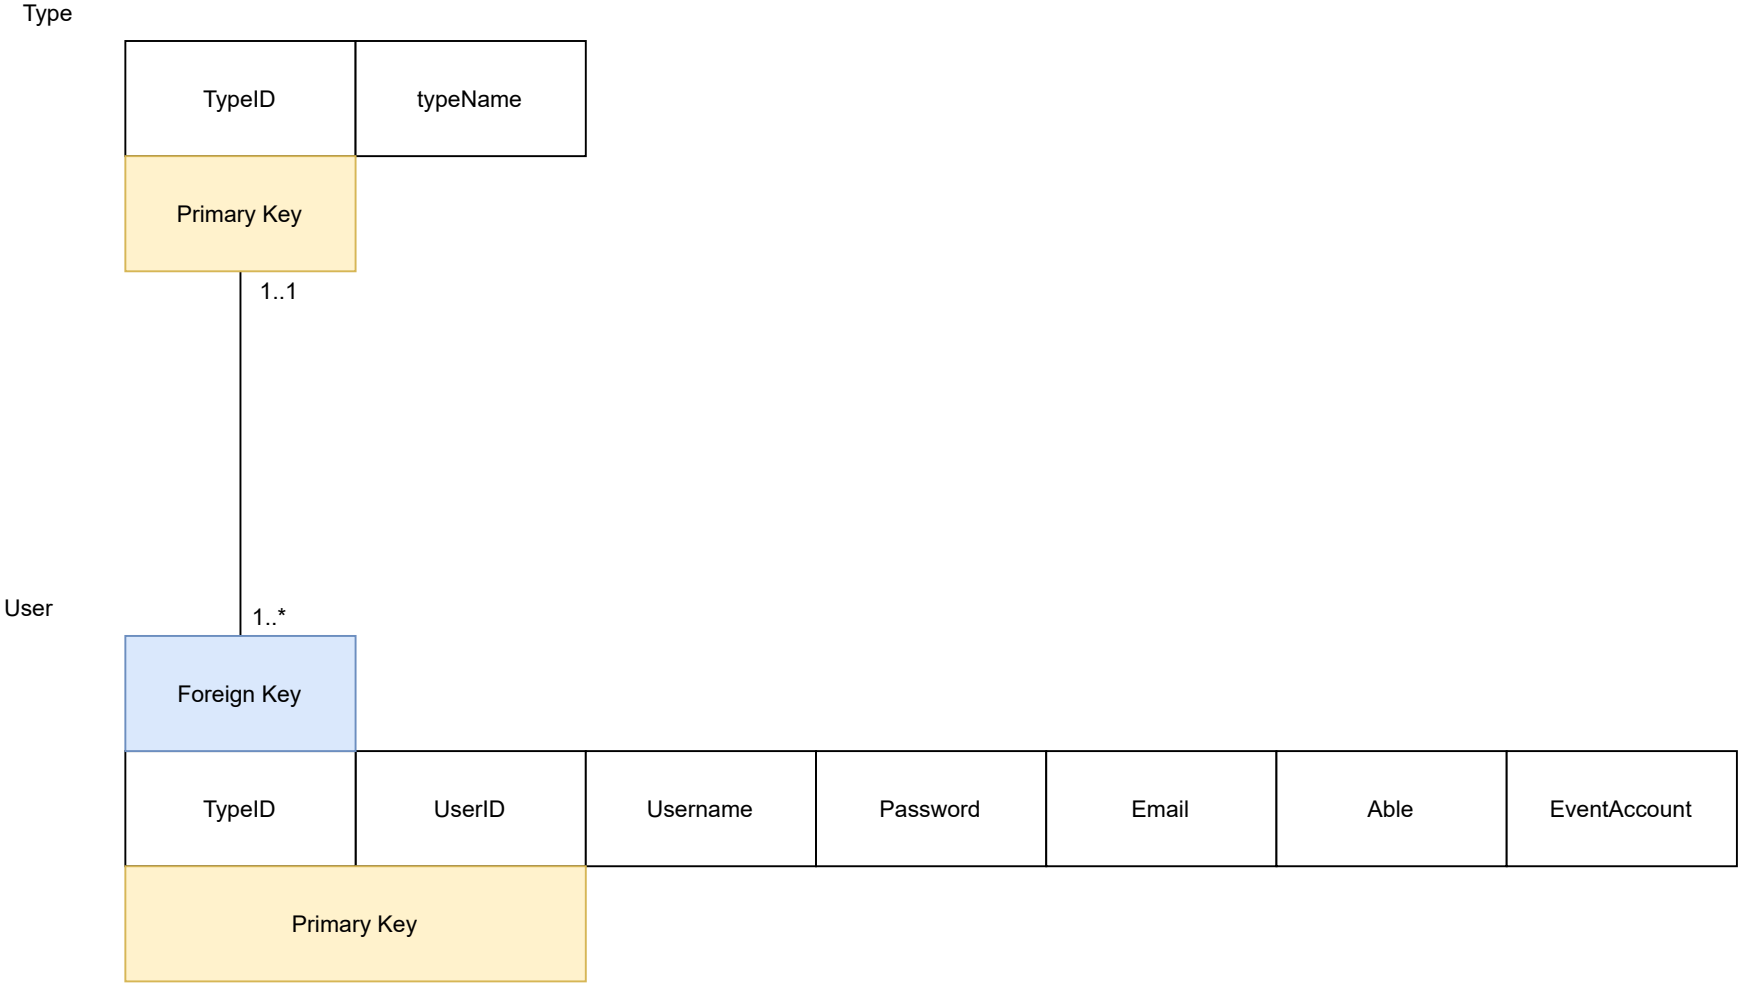 Type
TypeID
typeName
Primary Key
1..1
User
1..*
Foreign Key
TypeID
UserID
Username
Password
Email
Able
EventAccount
Primary Key